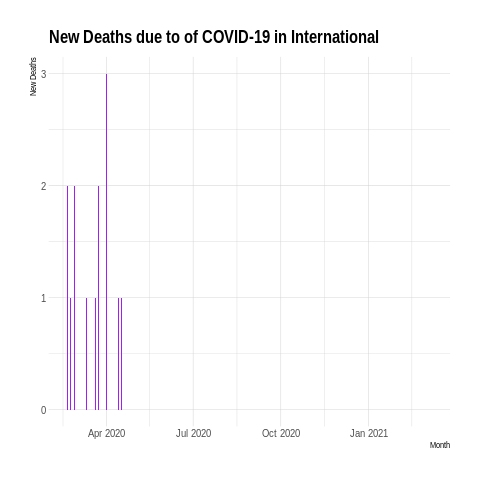 New Deaths due to of COVID-19 in International
New Deaths
3
2
1
0
Apr 2020 Jul 2020 Oct 2020 Jan 2021
Month